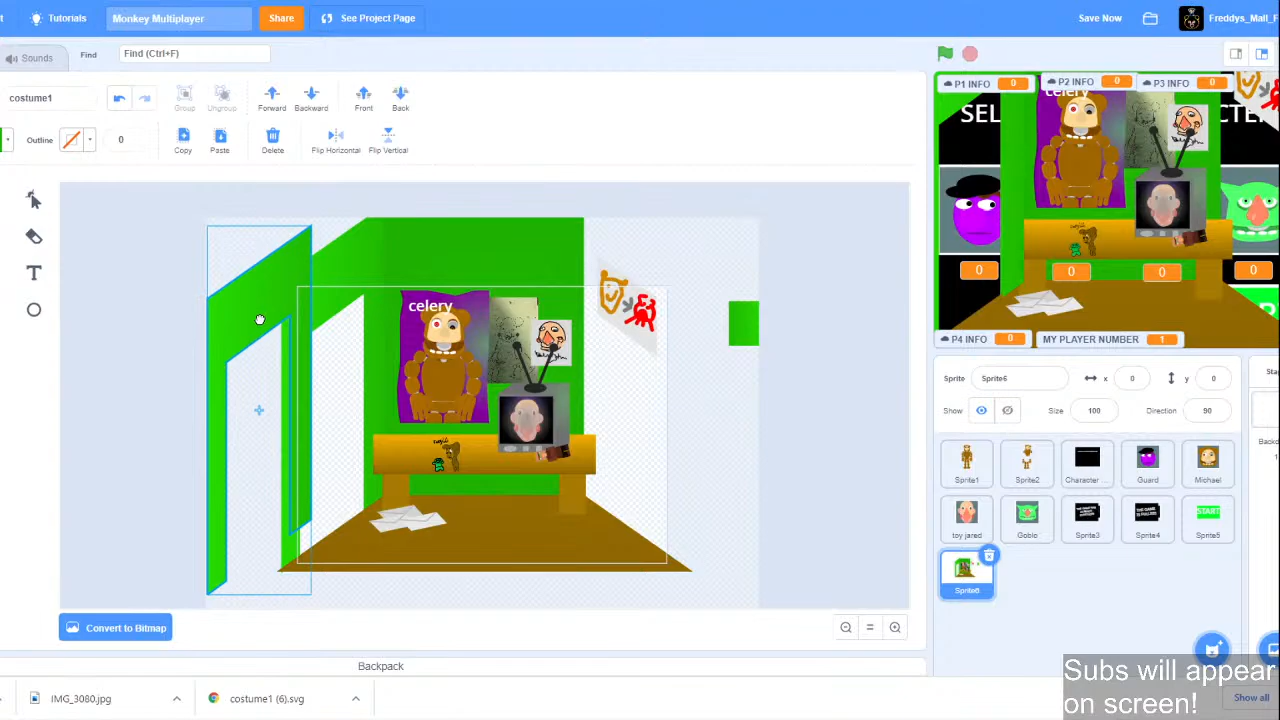 Tutorials
Monkey Multiplayer
Share
See Project Page
Save Now
Freddys_Mall_F
Sounds
Find
Find (Ctrl+F)
costume1
Group
Ungroup
Forward
Backward
Front
Back
Outline
0
Copy
Paste
Delete
Flip Horizontal
Flip Vertical
celery
Convert to Bitmap
Backpack
IMG_3080.jpg
costume1 (6).svg
Show all
P1 INFO 0
P2 INFO 0
P3 INFO 0
celery
SEL
CTER
0
0
0
0
P4 INFO 0
MY PLAYER NUMBER 1
Sprite
Sprite6
x
0
y
0
Show
Size
100
Direction
90
Sprite1
Sprite2
Character ...
Guard
Michael
toy jared
Goblo
Sprite3
Sprite4
START
Sprite5
Sprite6
Subs will appear
on screen!